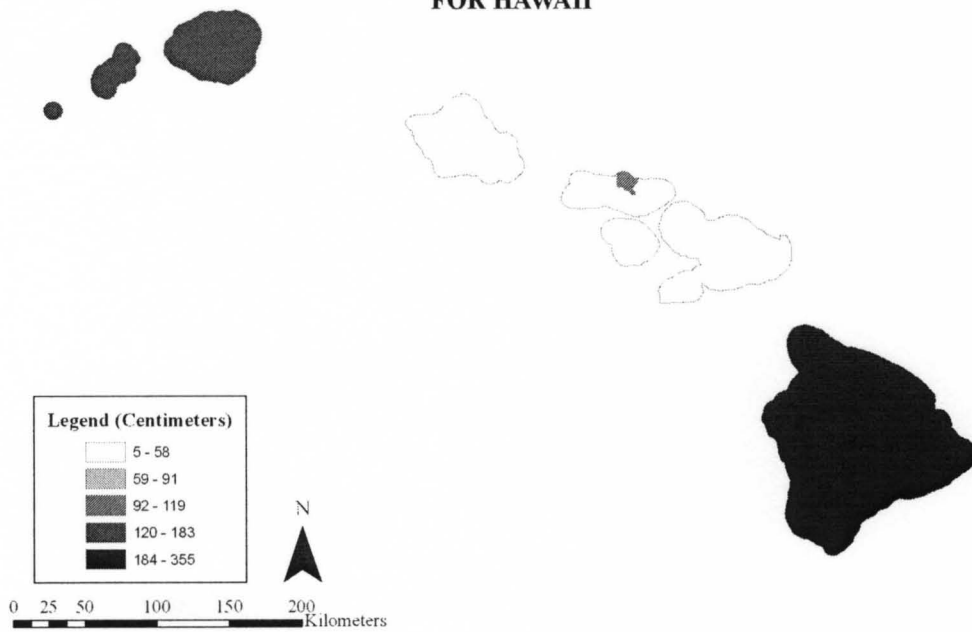 FOR HAWAII
Legend (Centimeters)
5 - 58
59 - 91
92 - 119
120 - 183
184 - 355
N
0 25 50 100 150 200
Kilometers